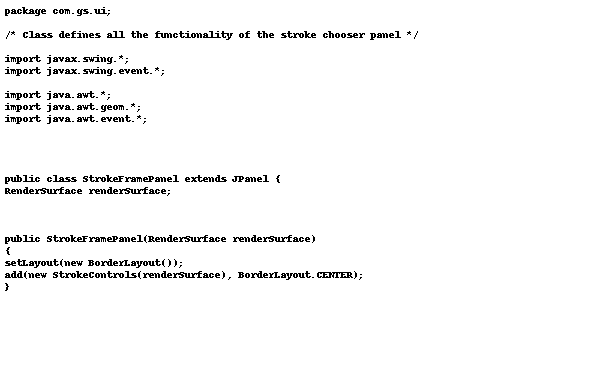 package com.gs.ui;
/* Class defines all the functionality of the stroke chooser panel */
import javax.swing.*;
import javax.swing.event.*;
import java.awt.*;
import java.awt.geom.*;
import java.awt.event.*;
public class StrokeFramePanel extends JPanel {
RenderSurface renderSurface;
public StrokeFramePanel(RenderSurface renderSurface)
{
setLayout(new BorderLayout());
add(new StrokeControls(renderSurface), BorderLayout.CENTER);
}